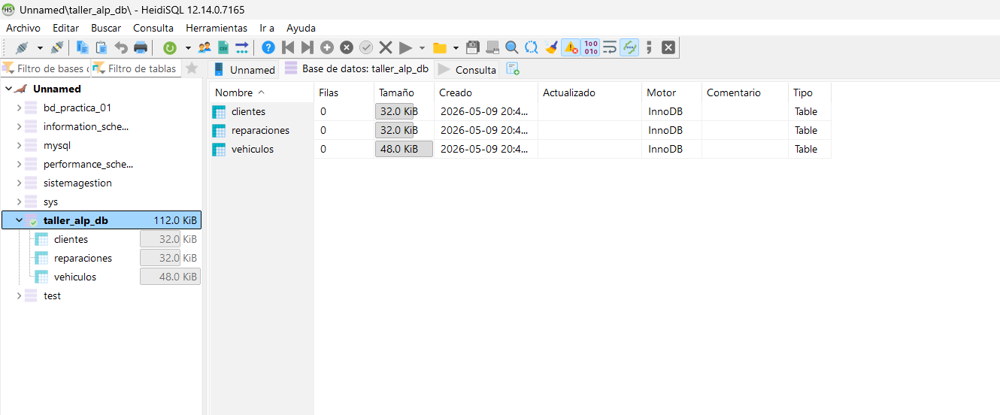 HS Unnamed\taller_alp_db\ - HeidiSQL 12.14.0.7165
Archivo Editar Buscar Consulta Herramientas Ir a Ayuda
CSV ? 100 010 ;
Filtro de bases d Filtro de tablas Unnamed Base de datos: taller_alp_db Consulta
Unnamed
bd_practica_01
information_sche...
mysql
performance_sche...
sistemagestion
sys
taller_alp_db 112.0 KiB
clientes 32.0 KiB
reparaciones 32.0 KiB
vehiculos 48.0 KiB
test
Nombre Filas Tamaño Creado Actualizado Motor Comentario Tipo
clientes 0 32.0 KiB 2026-05-09 20:4... InnoDB Table
reparaciones 0 32.0 KiB 2026-05-09 20:4... InnoDB Table
vehiculos 0 48.0 KiB 2026-05-09 20:4... InnoDB Table